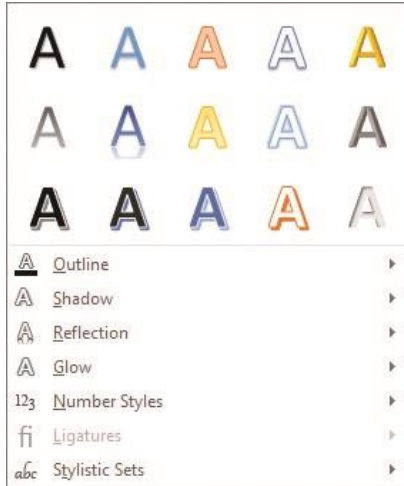 A A A A A
A A A A A
A A A A A
A Outline
A Shadow
A Reflection
A Glow
123 Number Styles
fi Ligatures
abc Stylistic Sets